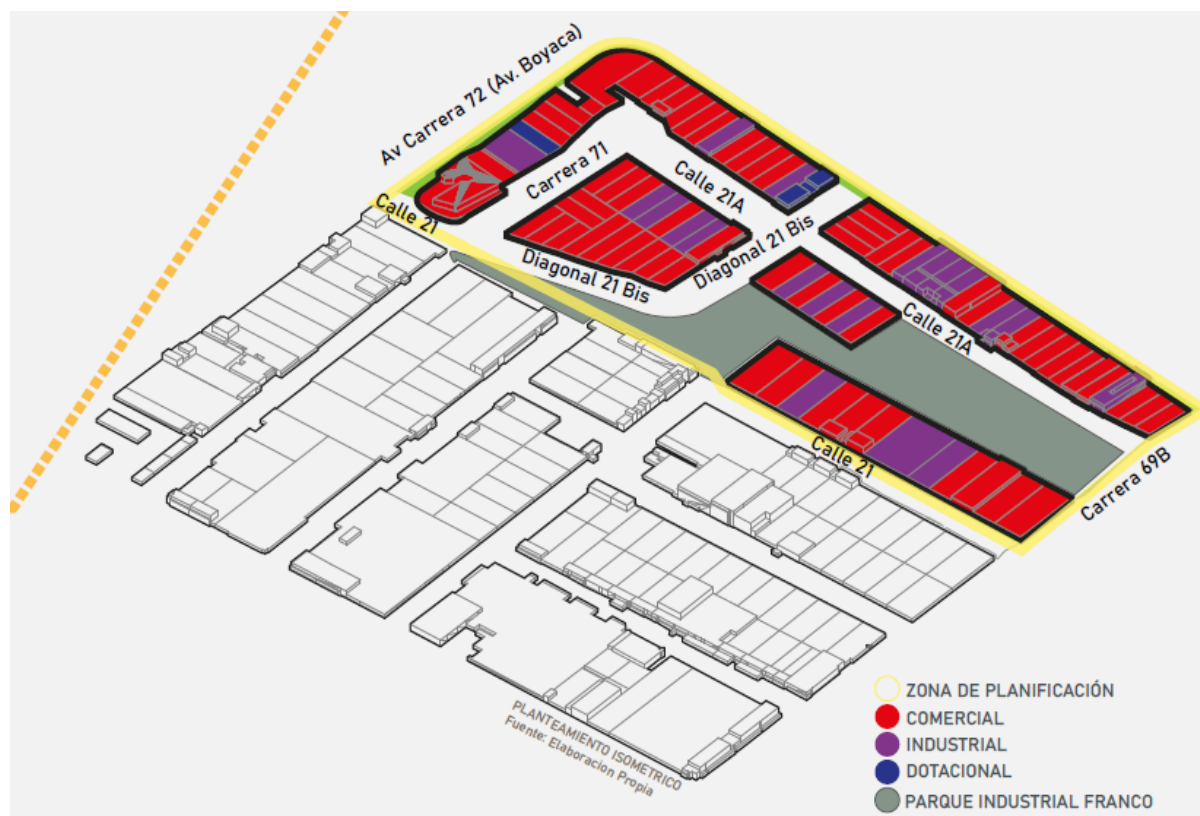 Av Carrera 72 (Av. Boyaca)
Carrera 71
Calle 21A
Calle 21
Diagonal 21 Bis
Diagonal 21 Bis
Calle 21A
Calle 21
Carrera 69B
PLANTEAMIENTO ISOMETRICO
Fuente: Elaboracion Propia
ZONA DE PLANIFICACIÓN
COMERCIAL
INDUSTRIAL
DOTACIONAL
PARQUE INDUSTRIAL FRANCO